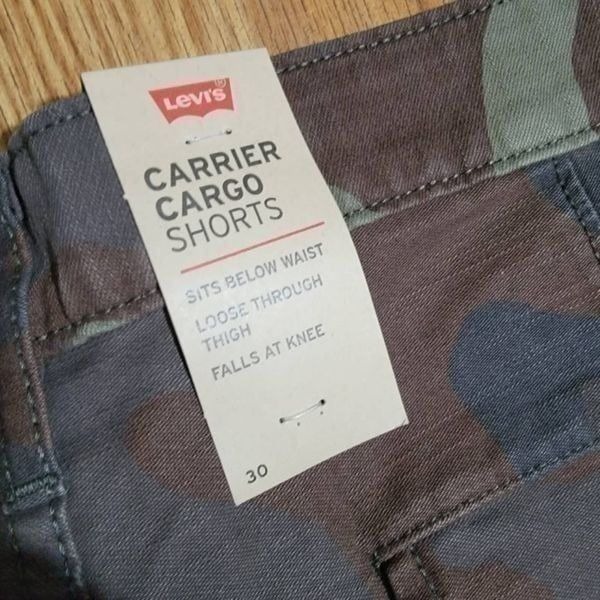 Levi's
CARRIER
CARGO
SHORTS
SITS BELOW WAIST
LOOSE THROUGH
THIGH
FALLS AT KNEE
30